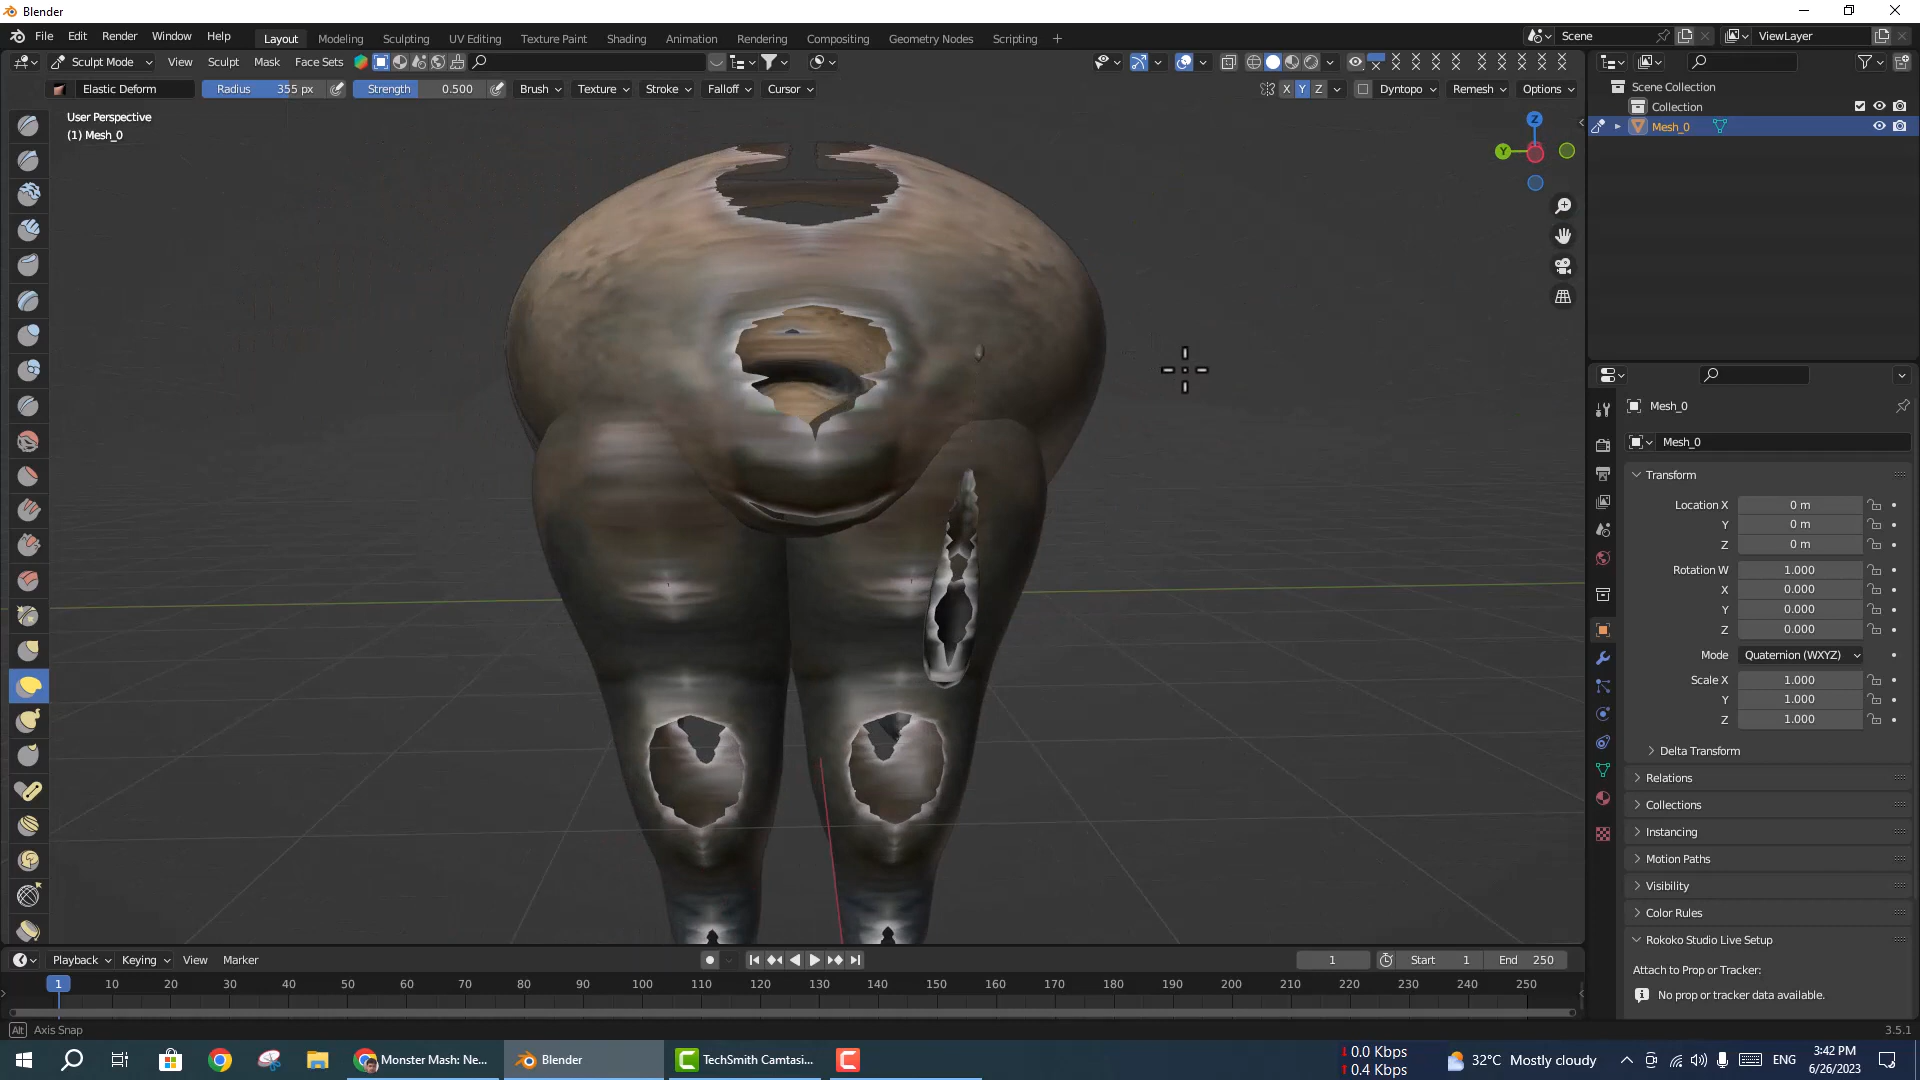 Blender
File Edit Render Window Help Layout Modeling Sculpting UV Editing Texture Paint Shading Animation Rendering Compositing Geometry Nodes Scripting + Scene ViewLayer
Sculpt Mode View Sculpt Mask Face Sets
Elastic Deform Radius 355 px Strength 0.500 Brush Texture Stroke Falloff Cursor X Y Z Dyntopo Remesh Options
User Perspective
(1) Mesh_0
Z
Y
Scene Collection
Collection
Mesh_0
Mesh_0
Mesh_0
Transform
Location X 0 m
Y 0 m
Z 0 m
Rotation W 1.000
X 0.000
Y 0.000
Z 0.000
Mode Quaternion (WXYZ)
Scale X 1.000
Y 1.000
Z 1.000
Delta Transform
Relations
Collections
Instancing
Motion Paths
Visibility
Color Rules
Rokoko Studio Live Setup
Attach to Prop or Tracker:
No prop or tracker data available.
Playback Keying View Marker 1 Start 1 End 250
1 10 20 30 40 50 60 70 80 90 100 110 120 130 140 150 160 170 180 190 200 210 220 230 240 250
Alt Axis Snap 3.5.1
Monster Mash: Ne... Blender TechSmith Camtasi... 0.0 Kbps 0.4 Kbps 32°C Mostly cloudy ENG 3:42 PM 6/26/2023